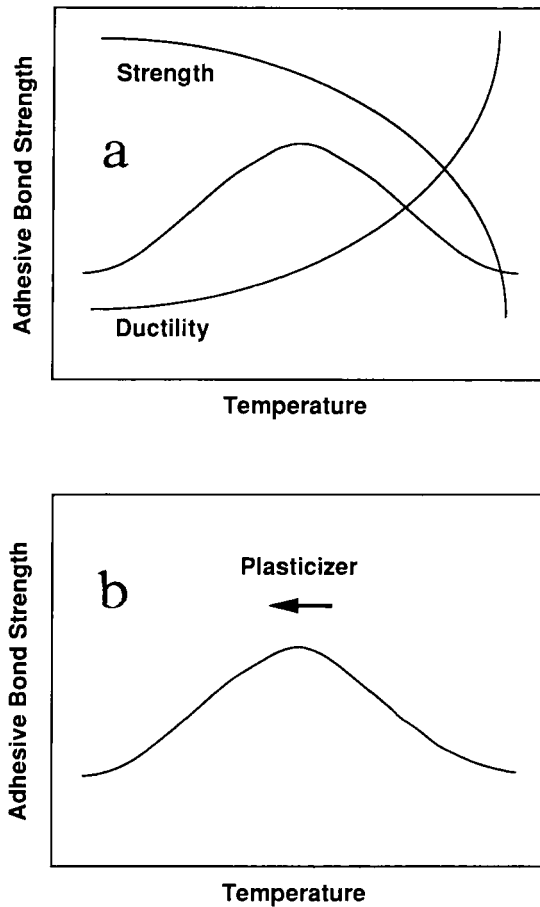 Adhesive Bond Strength
Strength
a
Ductility
Temperature
Adhesive Bond Strength
Plasticizer
b
Temperature